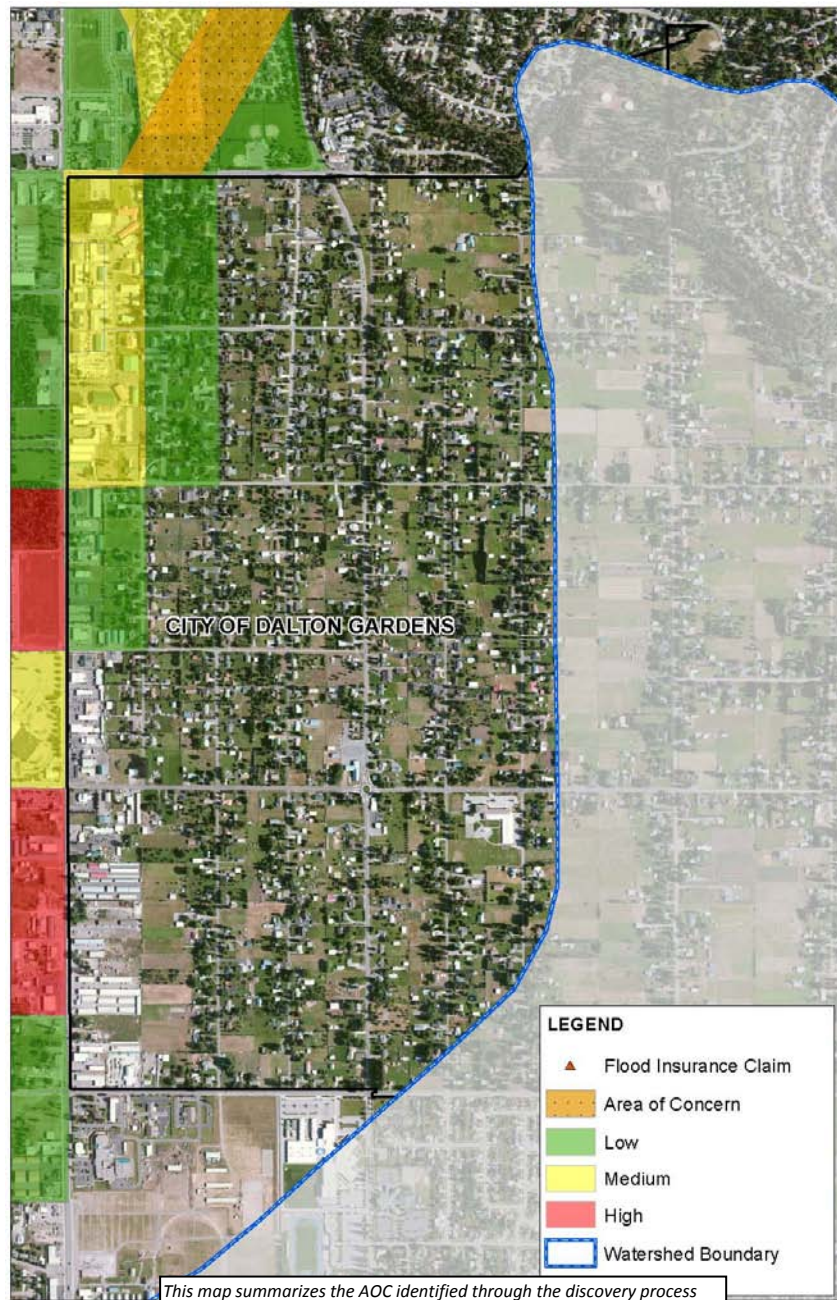 CITY OF DALTON GARDENS
LEGEND
Flood Insurance Claim
Area of Concern
Low
Medium
High
Watershed Boundary
This map summarizes the AOC identified through the discovery process